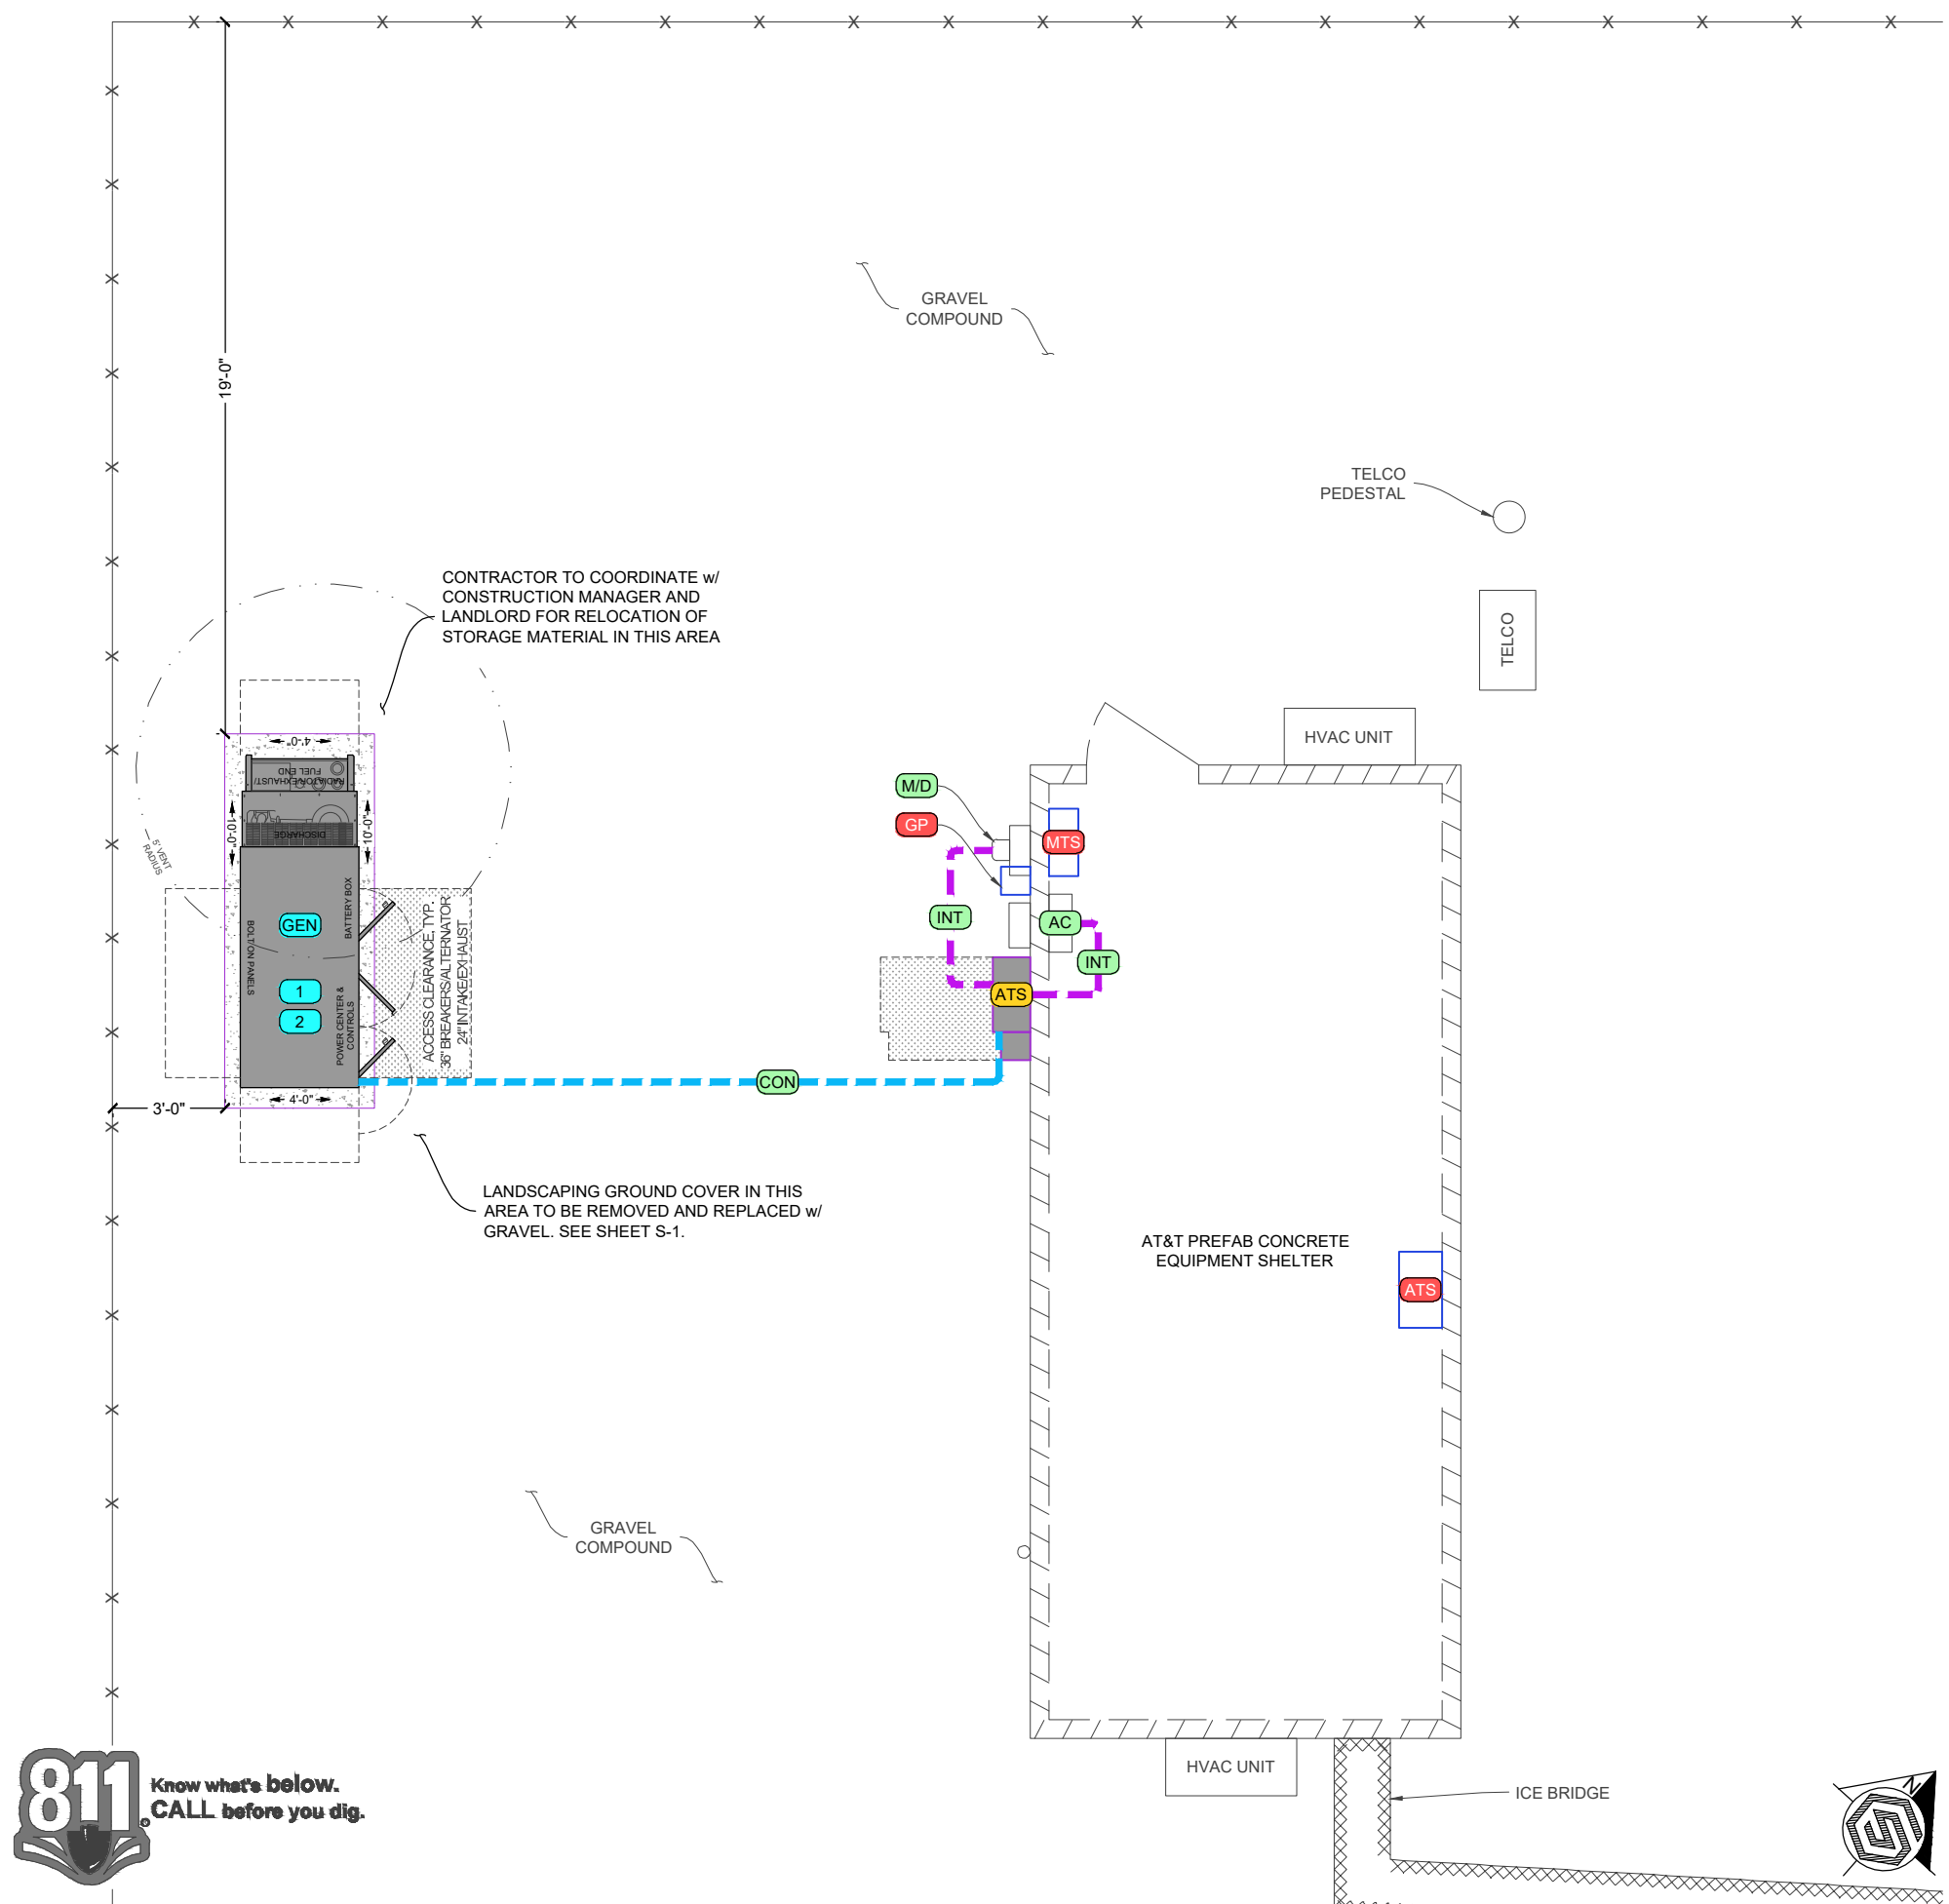 19'-0"
GRAVEL
COMPOUND
TELCO
PEDESTAL
TELCO
CONTRACTOR TO COORDINATE w/
CONSTRUCTION MANAGER AND
LANDLORD FOR RELOCATION OF
STORAGE MATERIAL IN THIS AREA
HVAC UNIT
4'-0"
RADIATOR/EXHAUST/
FUEL END
10'-0"
10'-0"
DISCHARGE
5' VENT
RADIUS
M/D
GP
MTS
INT
AC
INT
ATS
GEN
1
2
BOLT/ON PANELS
BATTERY BOX
POWER CENTER &
CONTROLS
ACCESS CLEARANCE, TYP.
36" BREAKERS/ALTERNATOR
24" INTAKE/EXHAUST
CON
4'-0"
3'-0"
LANDSCAPING GROUND COVER IN THIS
AREA TO BE REMOVED AND REPLACED w/
GRAVEL. SEE SHEET S-1.
AT&T PREFAB CONCRETE
EQUIPMENT SHELTER
ATS
GRAVEL
COMPOUND
HVAC UNIT
ICE BRIDGE
811
Know what's below.
CALL before you dig.
N